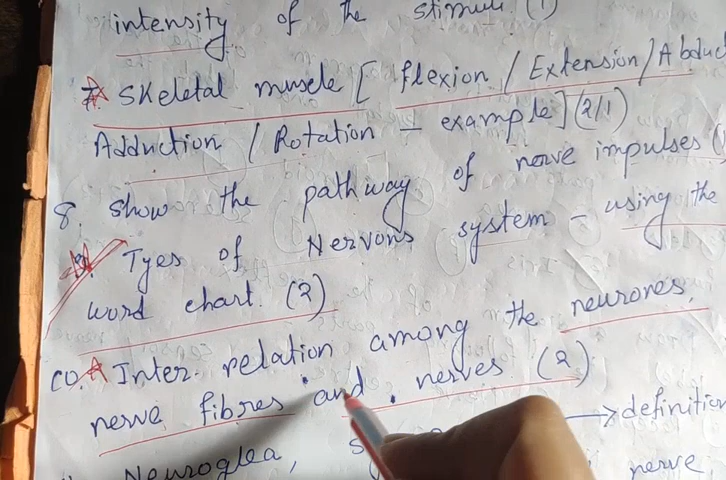 intensity of the stimuli (1)
7. Skeletal muscle [ flexion / Extension / Abduc
Adduction / Rotation - example] (2/1)
8. Show the pathway of nerve impulses (
Tyes of Nervons system - using the
word chart. (2)
10. Inter relation among the neurones,
nerve fibres and nerves (2)
Neuroglea, → definition
nerve